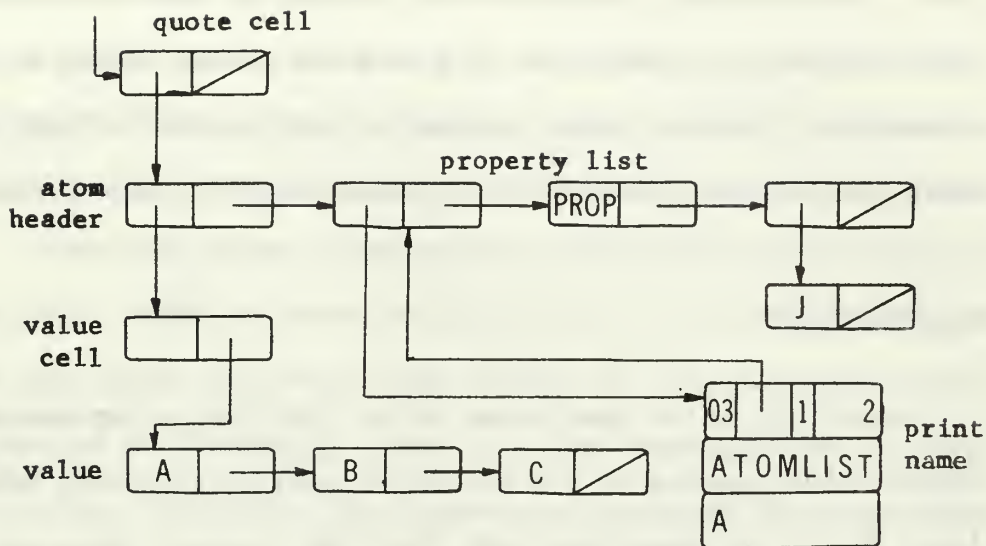 quote cell
property list
atom
header
PROP
J
value
cell
03 1 2
print
name
ATOMLIST
A
value
A B C